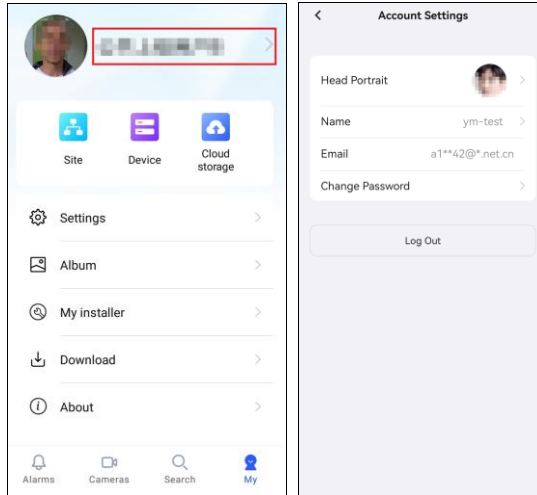 Site
Device
Cloud
storage
Settings
Album
My installer
Download
About
Alarms
Cameras
Search
My
Account Settings
Head Portrait
Name
ym-test
Email
a1**42@*.net.cn
Change Password
Log Out